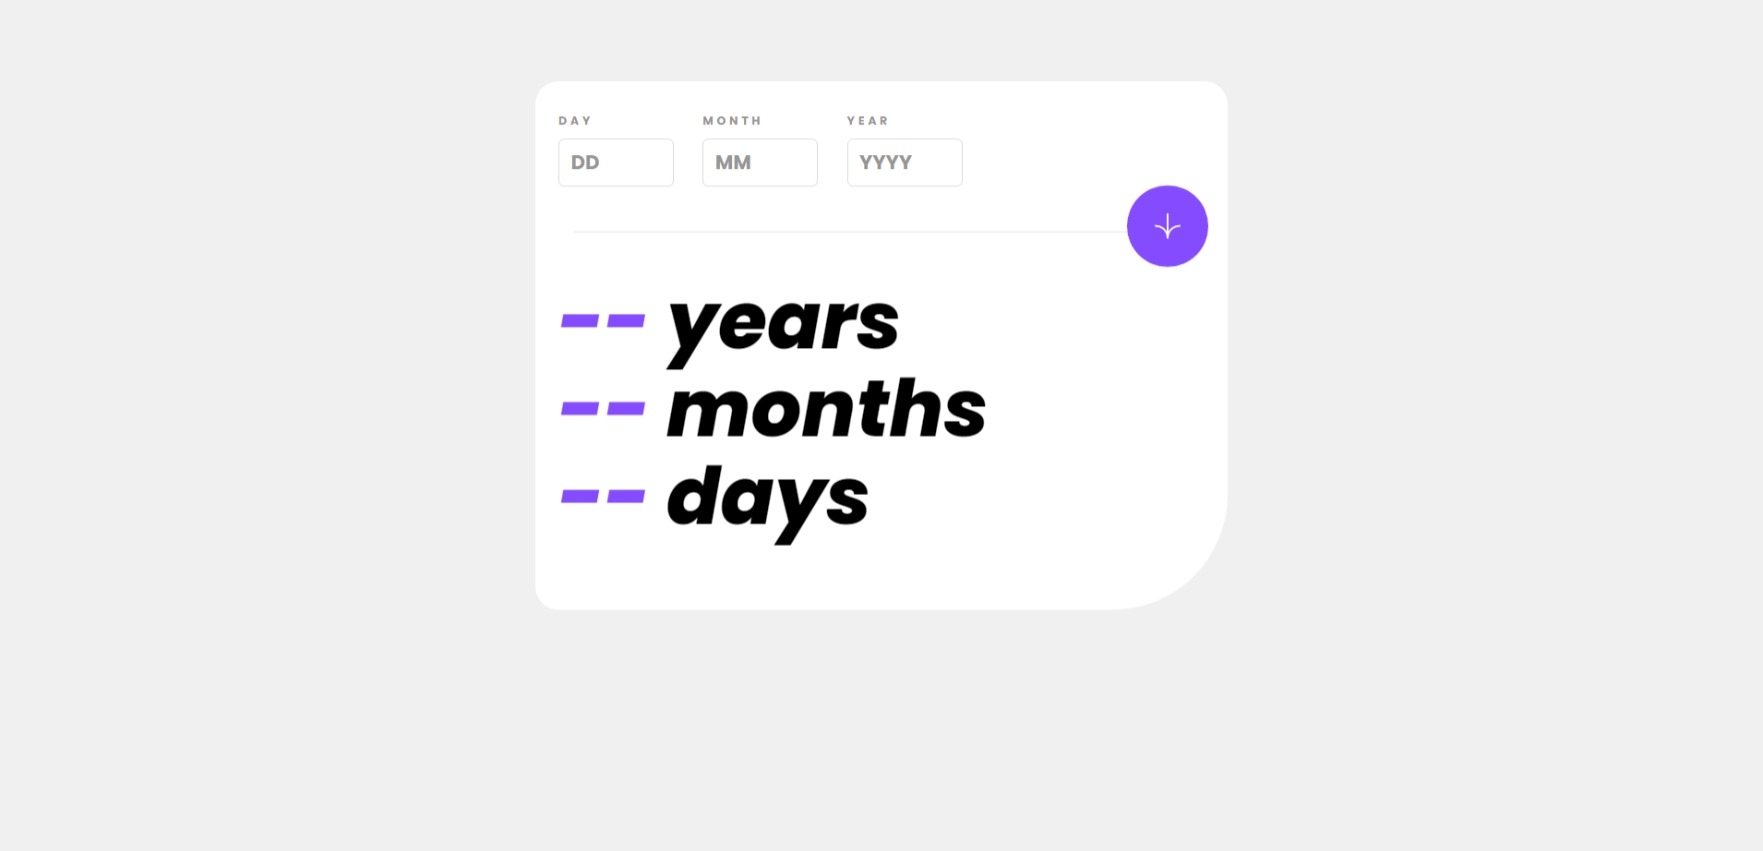 DAY MONTH YEAR
DD MM YYYY
-- years
-- months
-- days